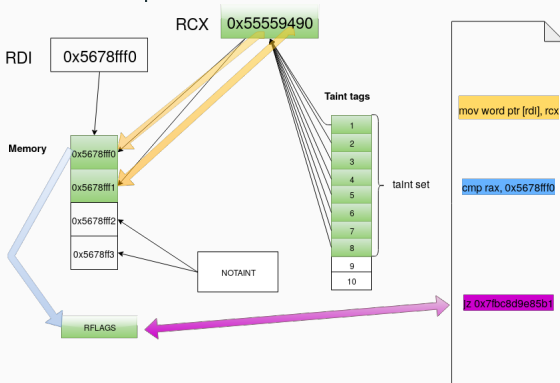 RCX
0x55559490
RDI
0x5678fff0
Taint tags
Memory
0x5678fff0
0x5678fff1
0x5678fff2
0x5678ff3
1
2
3
4
5
6
7
8
9
10
taint set
NOTAINT
RFLAGS
mov word ptr [rdi], rcx
cmp rax, 0x5678fff0
jz 0x7fbc8d9e85b1